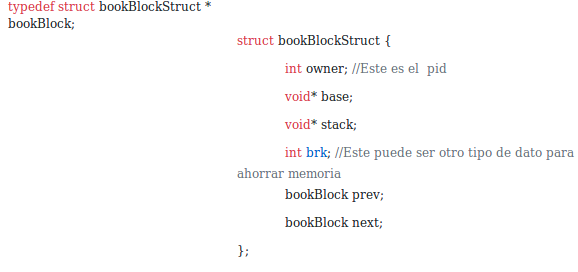 typedef struct bookBlockStruct *
bookBlock;
struct bookBlockStruct {
int owner; //Este es el  pid
void* base;
void* stack;
int brk; //Este puede ser otro tipo de dato para
ahorrar memoria
bookBlock prev;
bookBlock next;
};